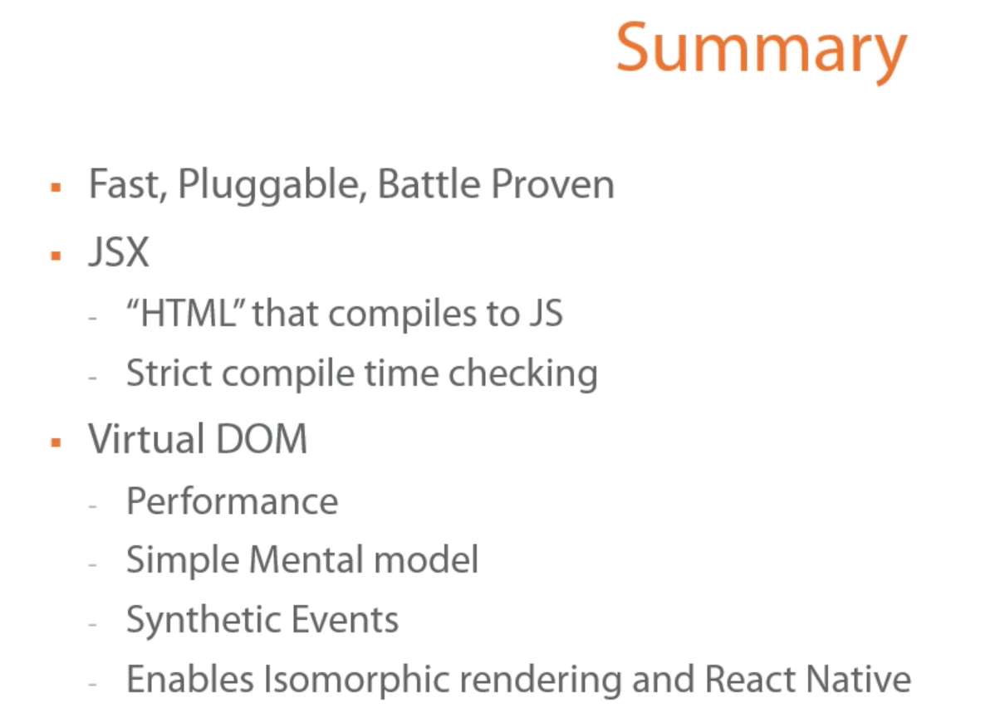 Summary
▪ Fast, Pluggable, Battle Proven
▪ JSX
- “HTML” that compiles to JS
- Strict compile time checking
▪ Virtual DOM
- Performance
- Simple Mental model
- Synthetic Events
- Enables Isomorphic rendering and React Native